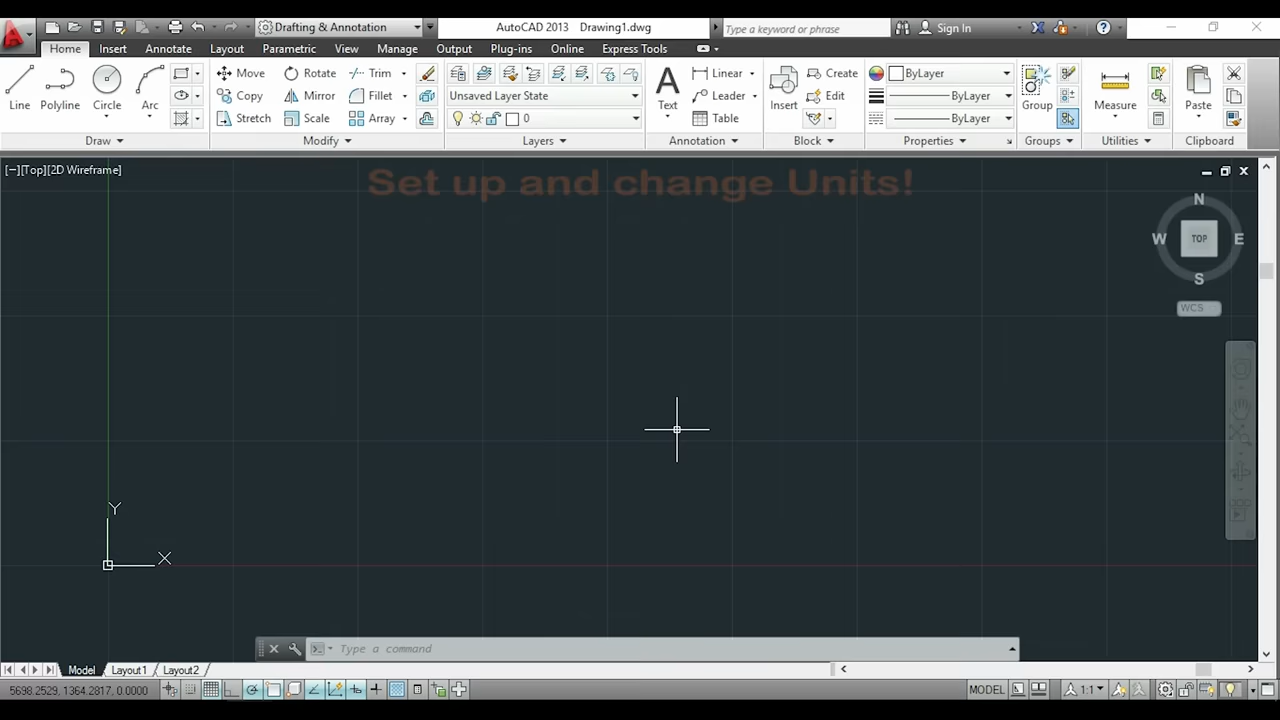 Drafting & Annotation
AutoCAD 2013 Drawing1.dwg
Type a keyword or phrase
Sign In
Home Insert Annotate Layout Parametric View Manage Output Plug-ins Online Express Tools
Line Polyline Circle Arc
Move Rotate Trim
Copy Mirror Fillet
Stretch Scale Array
Unsaved Layer State
0
Text
Linear
Leader
Table
Insert
Create
Edit
ByLayer
ByLayer
ByLayer
Group
Measure
Paste
Draw Modify Layers Annotation Block Properties Groups Utilities Clipboard
[−][Top][2D Wireframe]
Set up and change Units!
N
W TOP E
S
WCS
Y
X
Type a command
Model Layout1 Layout2
5698.2529, 1364.2817, 0.0000
MODEL
1:1